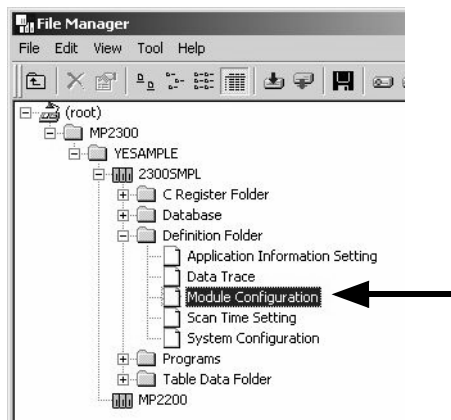 File Manager
File Edit View Tool Help
(root)
MP2300
YESAMPLE
2300SMPL
C Register Folder
Database
Definition Folder
Application Information Setting
Data Trace
Module Configuration
Scan Time Setting
System Configuration
Programs
Table Data Folder
MP2200